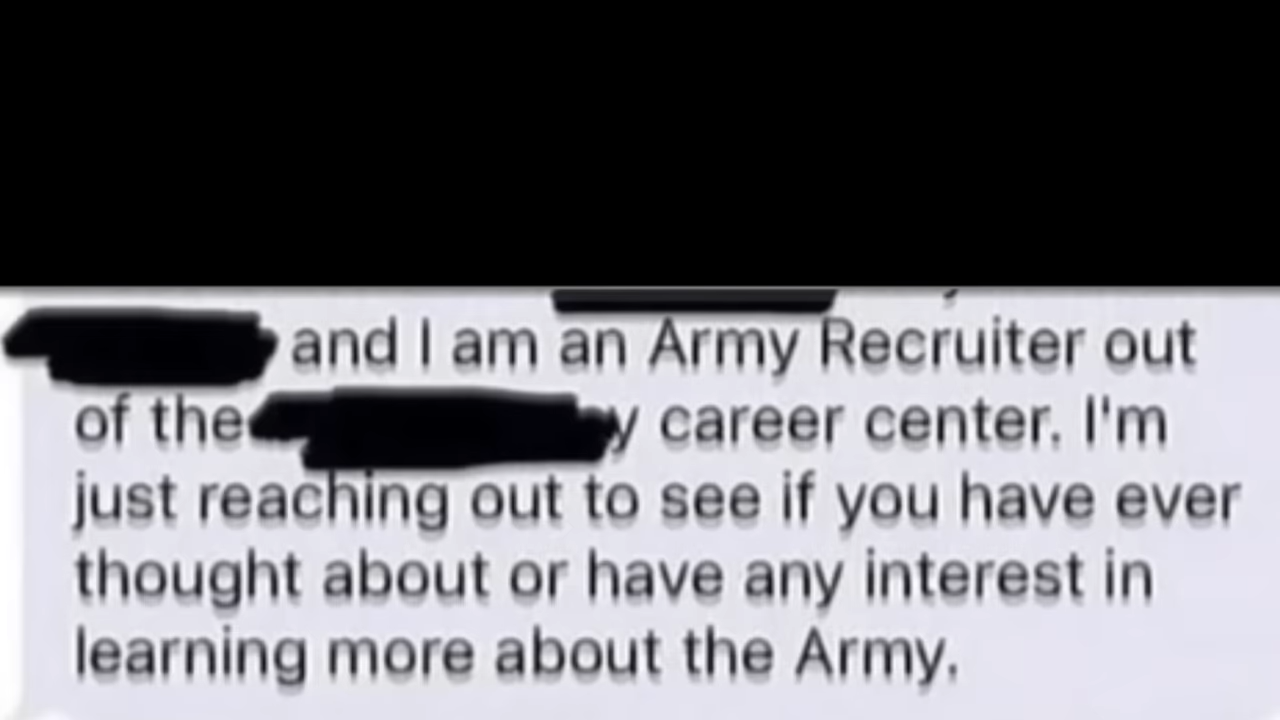 and I am an Army Recruiter out
of the y career center. I'm
just reaching out to see if you have ever
thought about or have any interest in
learning more about the Army.